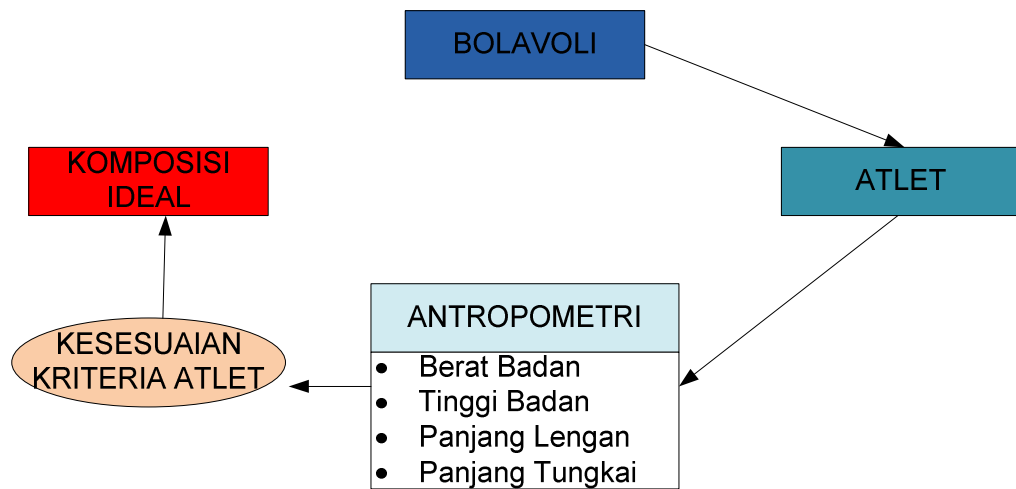 BOLAVOLI
ATLET
ANTROPOMETRI
• Berat Badan
• Tinggi Badan
• Panjang Lengan
• Panjang Tungkai
KESESUAIAN
KRITERIA ATLET
KOMPOSISI
IDEAL